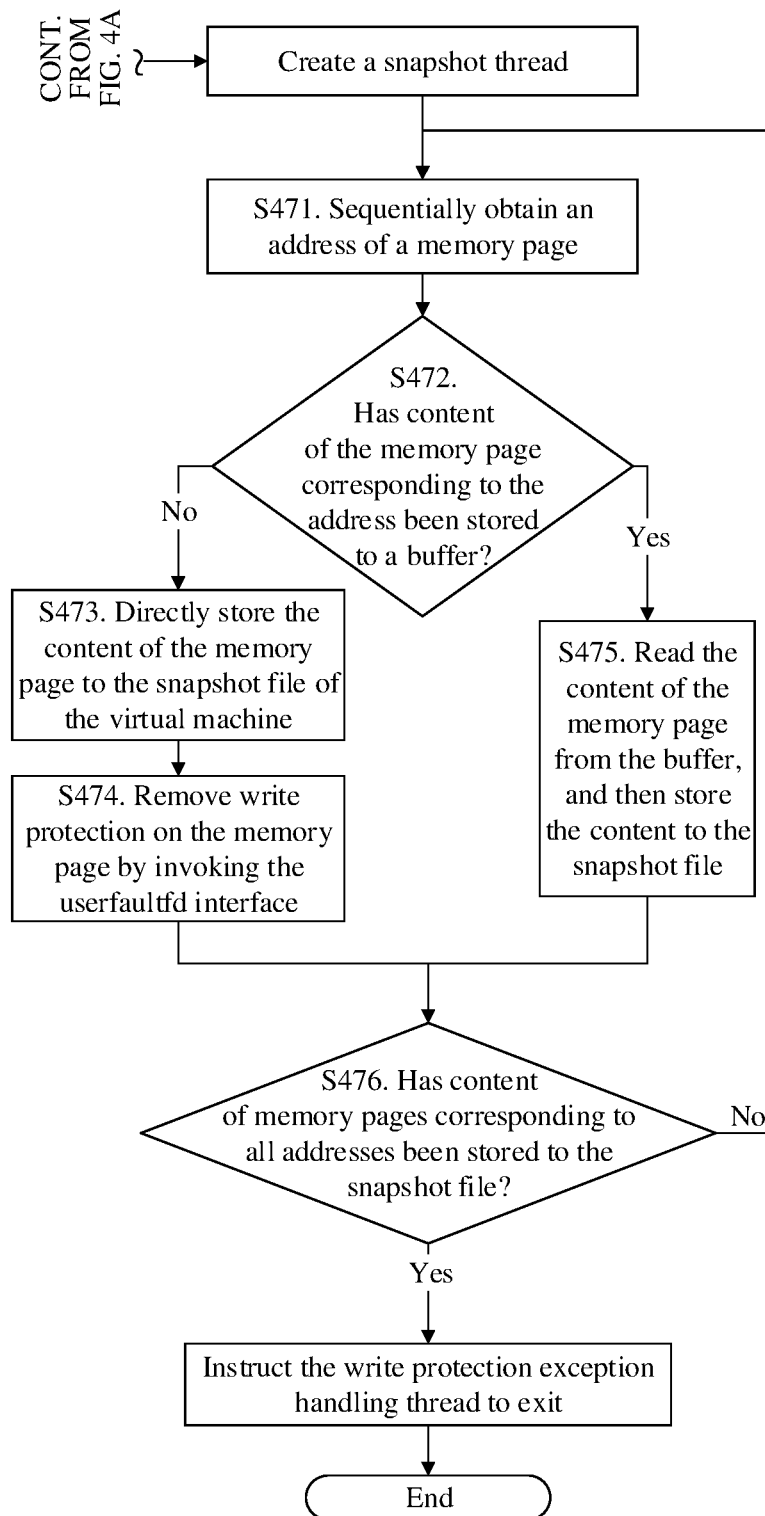 CONT.
FROM
FIG. 4A
Create a snapshot thread
S471. Sequentially obtain an
address of a memory page
S472.
Has content
of the memory page
corresponding to the
address been stored
to a buffer?
No
Yes
S473. Directly store the
content of the memory
page to the snapshot file of
the virtual machine
S475. Read the
content of the
memory page
from the buffer,
and then store
the content to the
snapshot file
S474. Remove write
protection on the memory
page by invoking the
userfaultfd interface
S476. Has content
of memory pages corresponding to
all addresses been stored to the
snapshot file?
No
Yes
Instruct the write protection exception
handling thread to exit
End